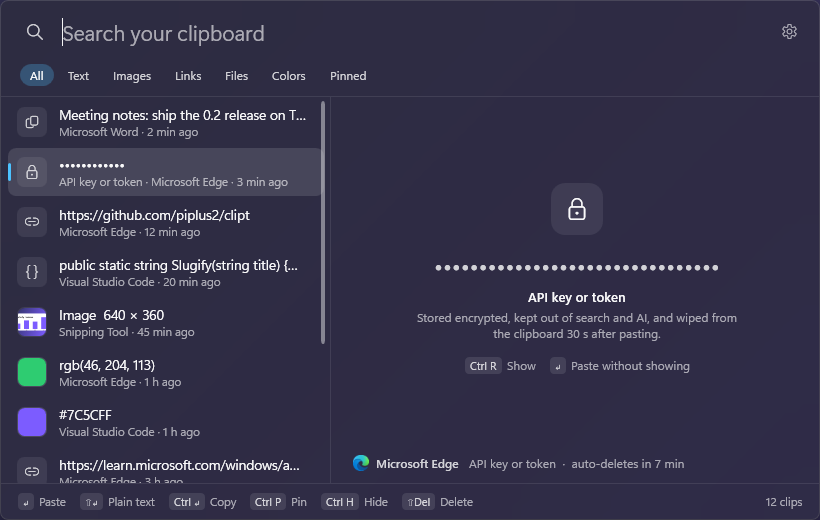 Search your clipboard
All Text Images Links Files Colors Pinned
Meeting notes: ship the 0.2 release on T...
Microsoft Word · 2 min ago
••••••••••••
API key or token · Microsoft Edge · 3 min ago
https://github.com/piplus2/clipt
Microsoft Edge · 12 min ago
public static string Slugify(string title) {...
Visual Studio Code · 20 min ago
Image 640 × 360
Snipping Tool · 45 min ago
rgb(46, 204, 113)
Microsoft Edge · 1 h ago
#7C5CFF
Visual Studio Code · 1 h ago
https://learn.microsoft.com/windows/a...
Microsoft Edge · 3 h ago
••••••••••••••••••••••••••••••••
API key or token
Stored encrypted, kept out of search and AI, and wiped from
the clipboard 30 s after pasting.
Ctrl R Show ↵ Paste without showing
Microsoft Edge API key or token · auto-deletes in 7 min
↵ Paste ⇧↵ Plain text Ctrl ↵ Copy Ctrl P Pin Ctrl H Hide ⇧Del Delete 12 clips